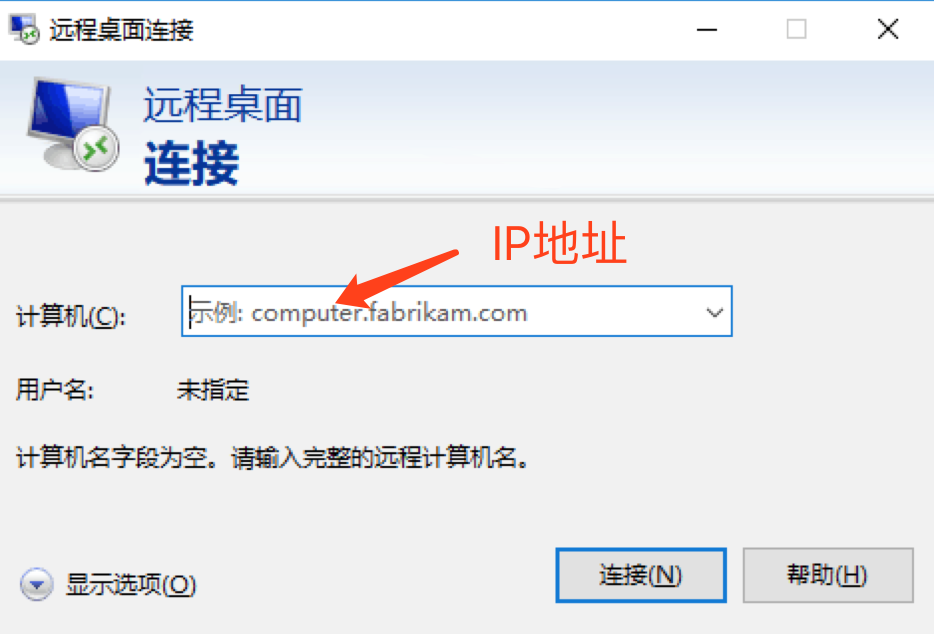 远程桌面连接
远程桌面
连接
IP地址
计算机(C): 示例: computer.fabrikam.com
用户名: 未指定
计算机名字段为空。请输入完整的远程计算机名。
显示选项(O) 连接(N) 帮助(H)